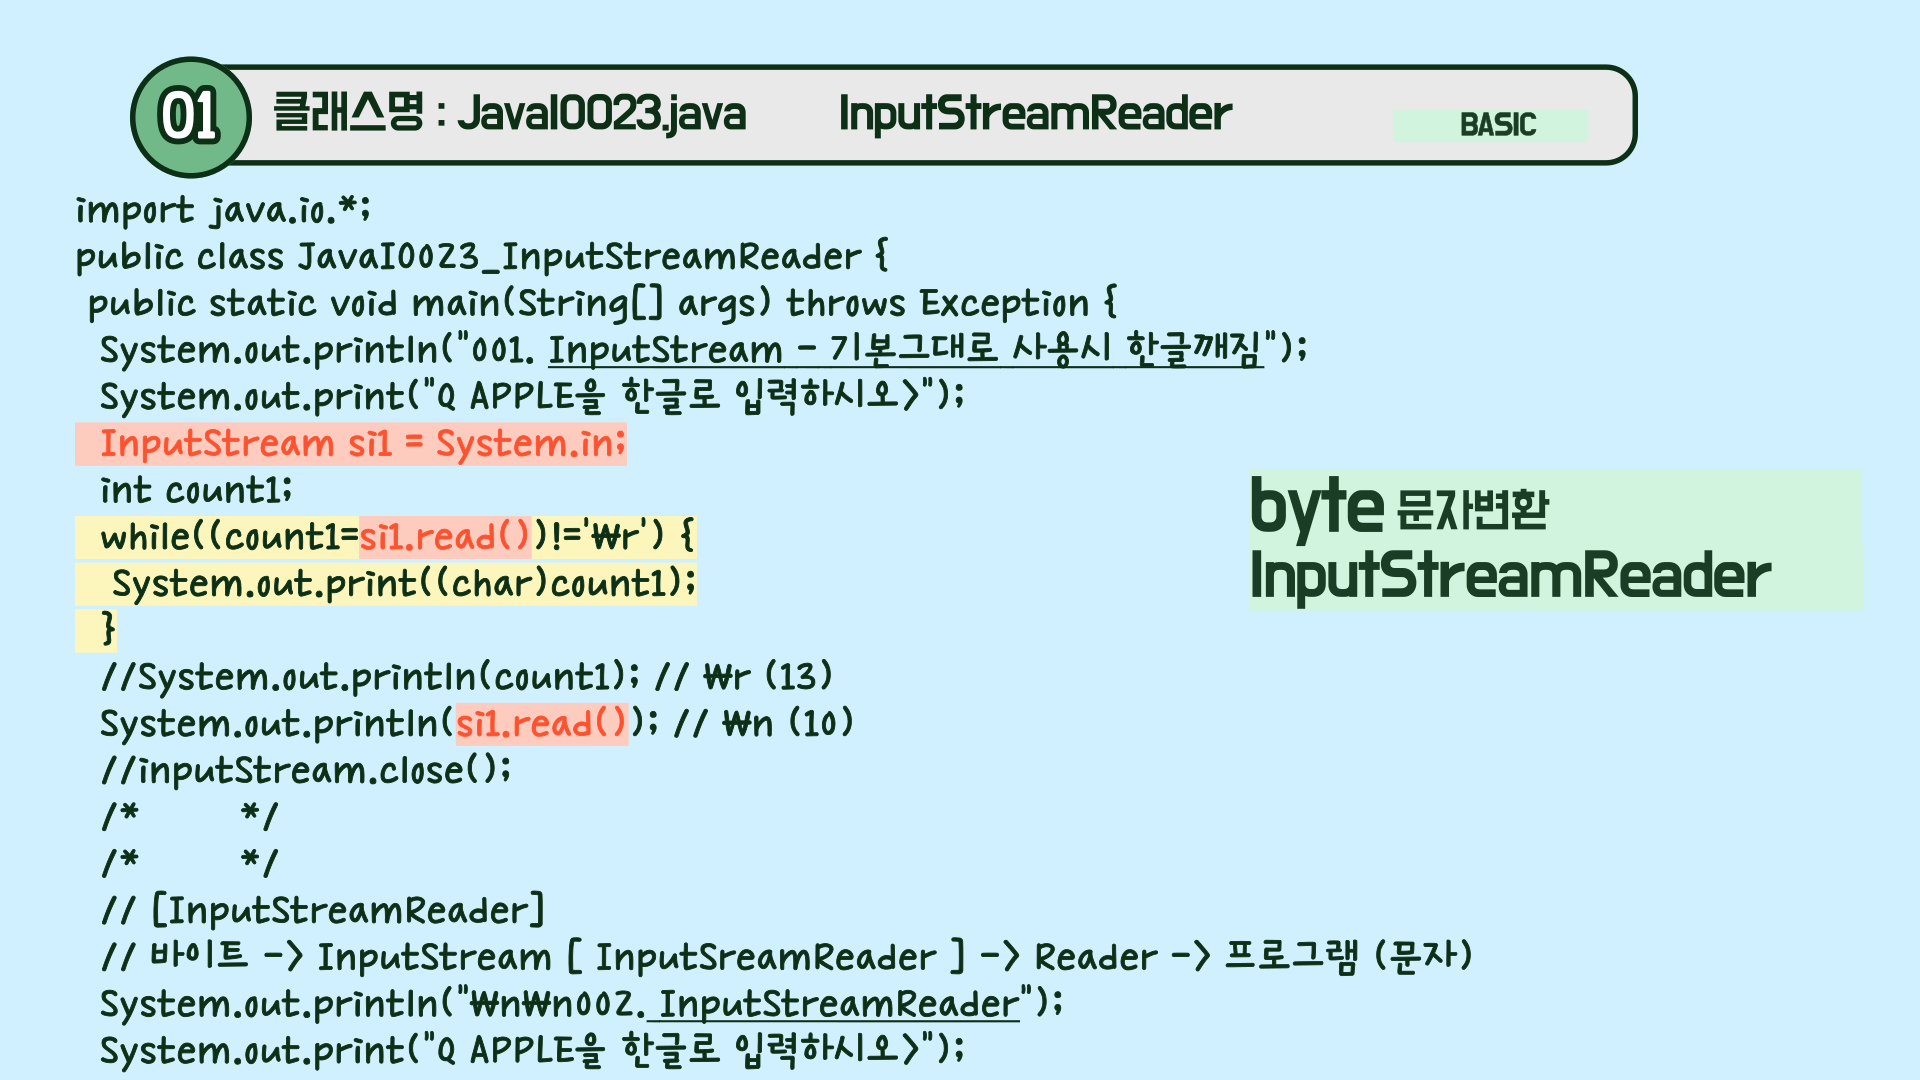 01 클래스명 : JavaI0023.java InputStreamReader BASIC
import java.io.*;
public class JavaI0023_InputStreamReader {
public static void main(String[] args) throws Exception {
System.out.println("001. InputStream - 기본그대로 사용시 한글깨짐");
System.out.print("Q APPLE을 한글로 입력하시오>");
InputStream si1 = System.in;
int count1;
while((count1=si1.read())!='₩r') {
System.out.print((char)count1);
}
//System.out.println(count1); // ₩r (13)
System.out.println(si1.read()); // ₩n (10)
//inputStream.close();
/* */
/* */
// [InputStreamReader]
// 바이트 -> InputStream [ InputSreamReader ] -> Reader -> 프로그램 (문자)
System.out.println("₩n₩n002. InputStreamReader");
System.out.print("Q APPLE을 한글로 입력하시오>");
byte 문자변환
InputStreamReader